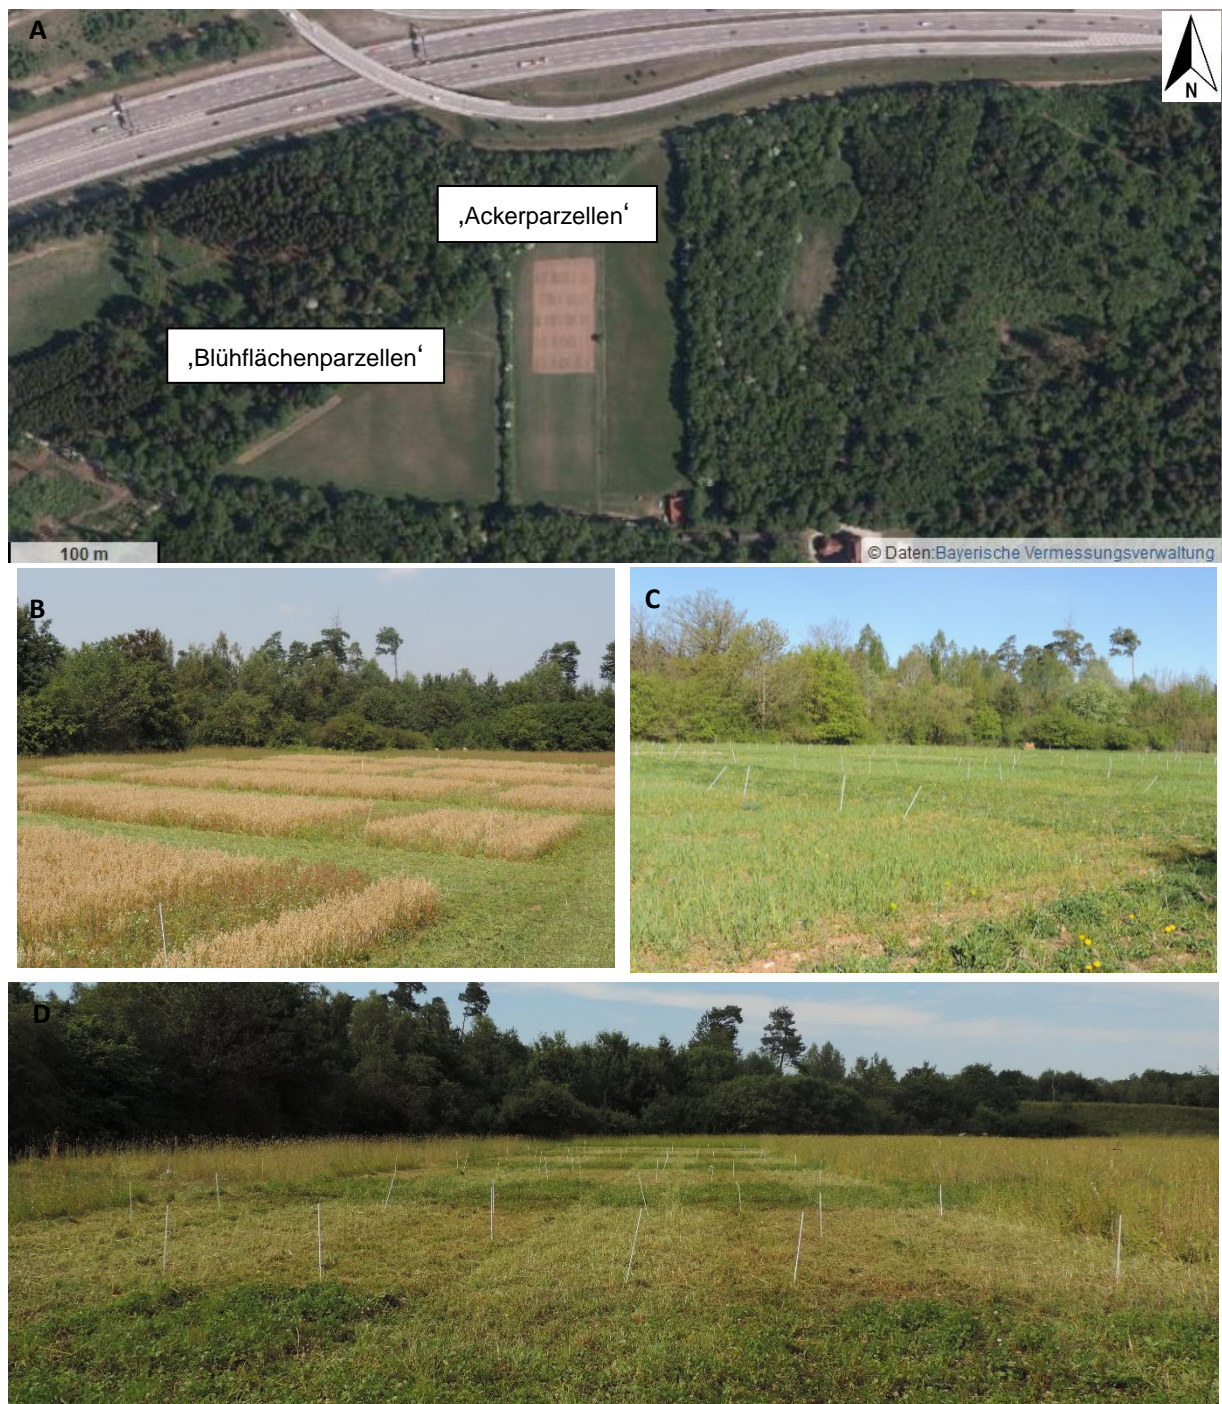 A
N
‚Ackerparzellen‘
‚Blühflächenparzellen‘
100 m
© Daten:Bayerische Vermessungsverwaltung
B
C
D